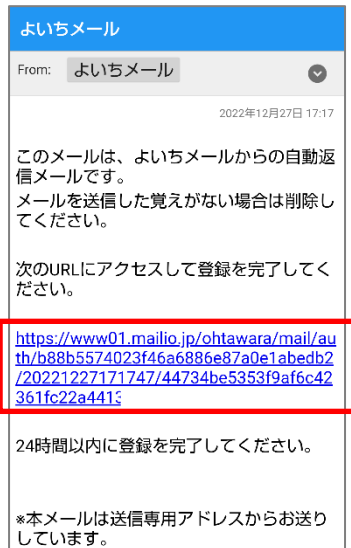 よいちメール
From: よいちメール
2022年12月27日 17:17
このメールは、よいちメールからの自動返
信メールです。
メールを送信した覚えがない場合は削除し
てください。
次のURLにアクセスして登録を完了してく
ださい。
https://www01.mailio.jp/ohtawara/mail/au
th/b88b5574023f46a6886e87a0e1abedb2
/20221227171747/44734be5353f9af6c42
361fc22a4413
24時間以内に登録を完了してください。
※本メールは送信専用アドレスからお送り
しています。